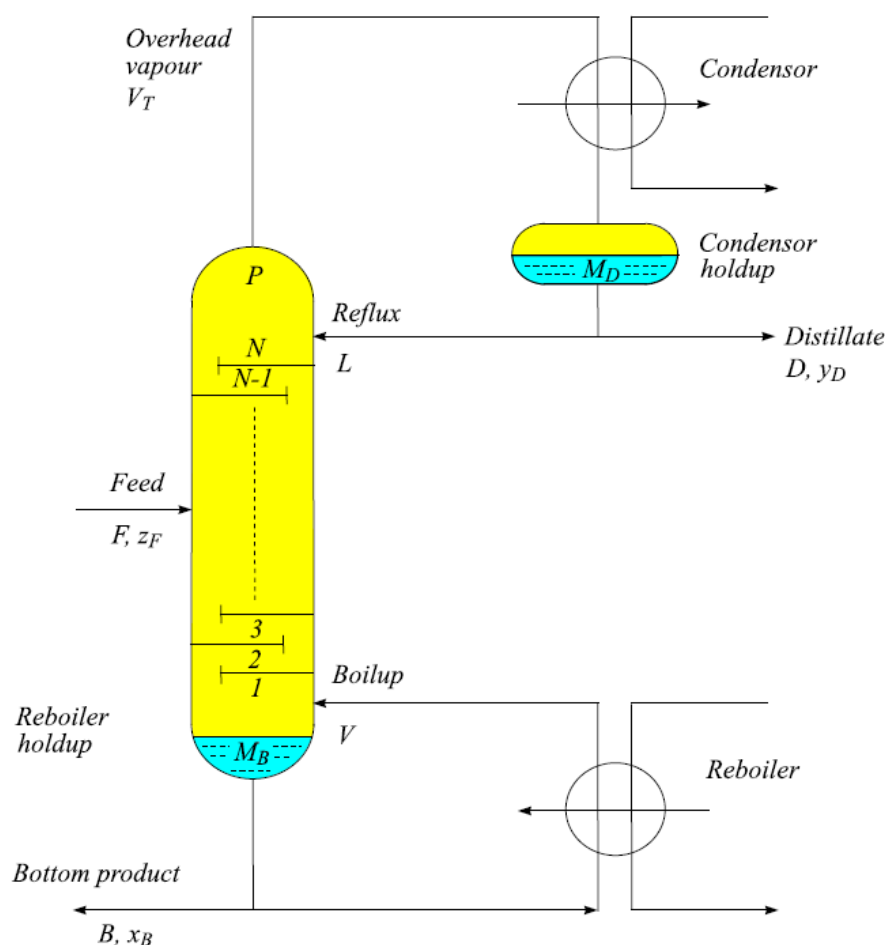 Overhead
vapour
V_T
Condensor
P
Condensor
holdup
M_D
Reflux
L
Distillate
D, y_D
N
N-1
Feed
F, z_F
3
2
1
Boilup
V
Reboiler
holdup
M_B
Reboiler
Bottom product
B, x_B